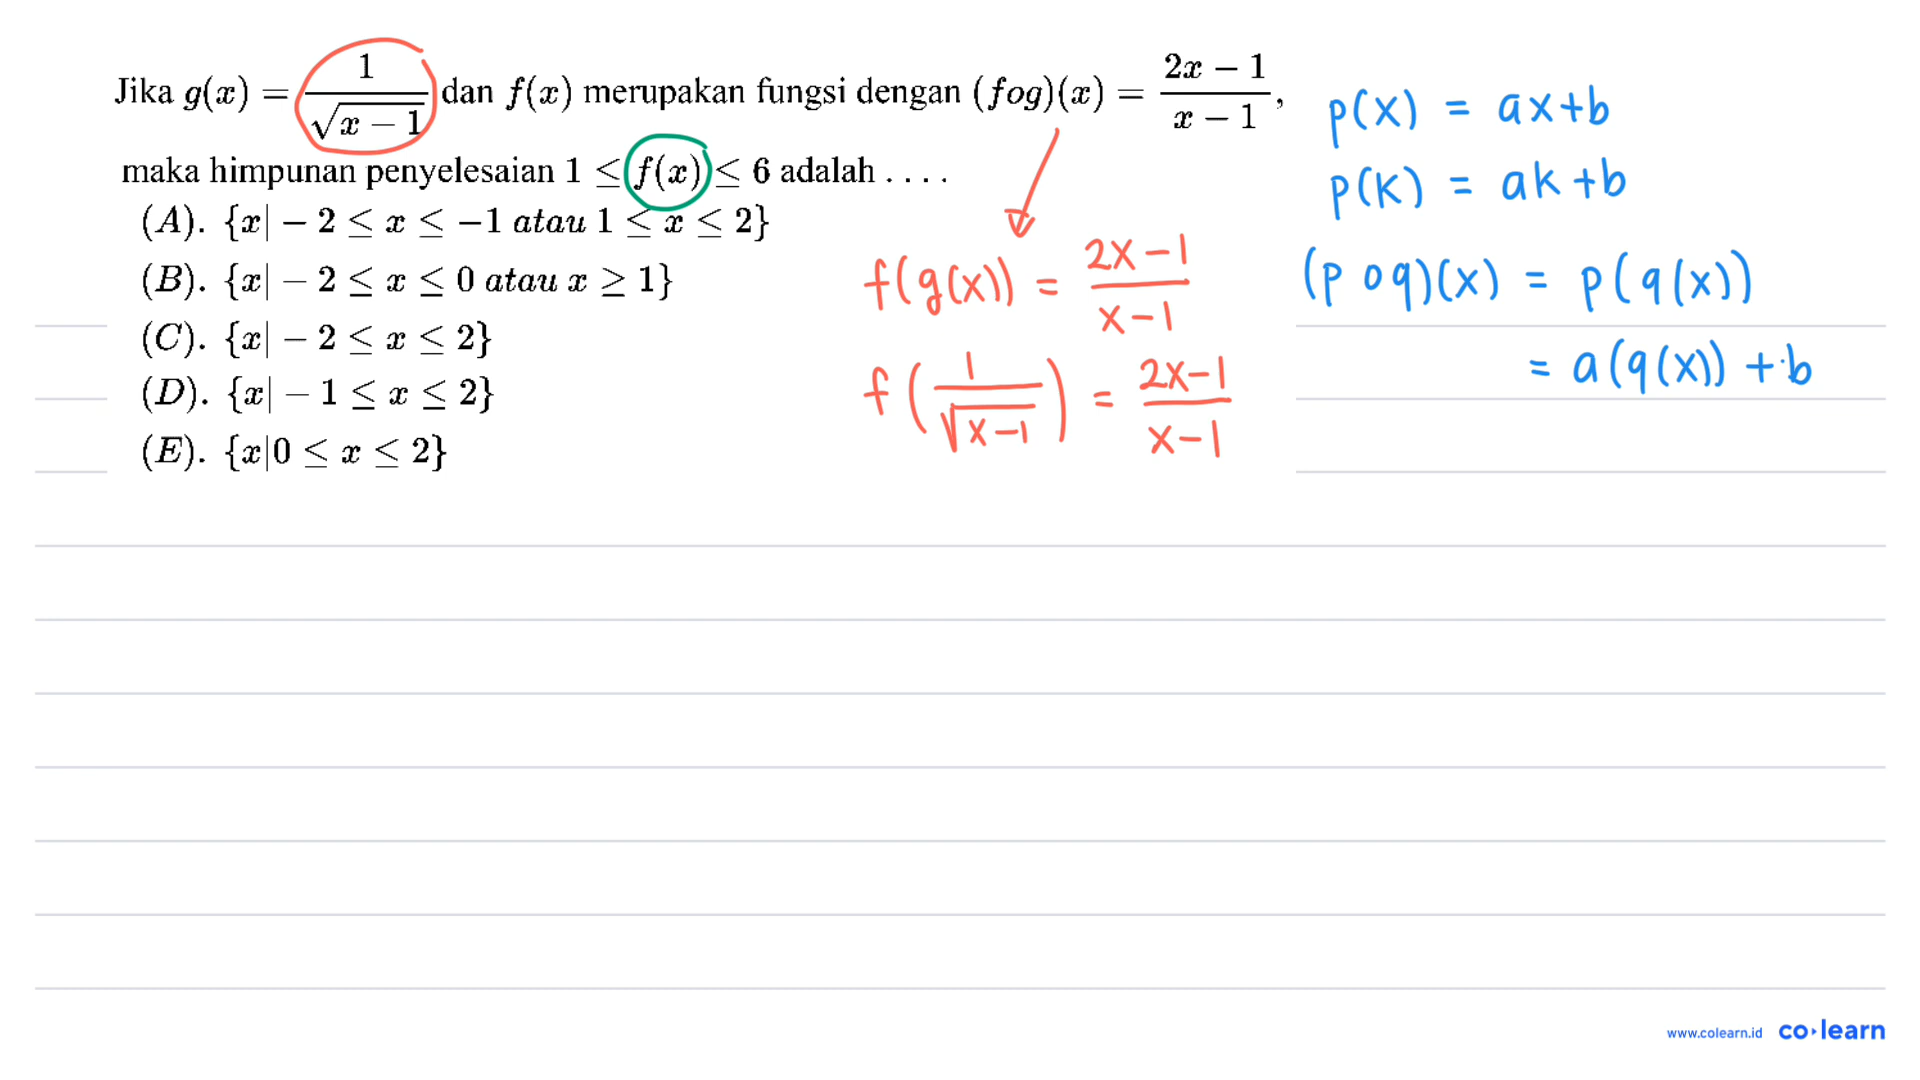 Jika g(x) = 1/√(x − 1) dan f(x) merupakan fungsi dengan (fog)(x) = (2x − 1)/(x − 1),
maka himpunan penyelesaian 1 ≤ f(x) ≤ 6 adalah . . . .
(A). {x| − 2 ≤ x ≤ −1 atau 1 ≤ x ≤ 2}
(B). {x| − 2 ≤ x ≤ 0 atau x ≥ 1}
(C). {x| − 2 ≤ x ≤ 2}
(D). {x| − 1 ≤ x ≤ 2}
(E). {x|0 ≤ x ≤ 2}
f(g(x)) = (2x−1)/(x−1)
f(1/√(x−1)) = (2x−1)/(x−1)
p(x) = ax+b
p(k) = ak+b
(p o q)(x) = p(q(x))
= a(q(x)) + b
www.colearn.id co learn